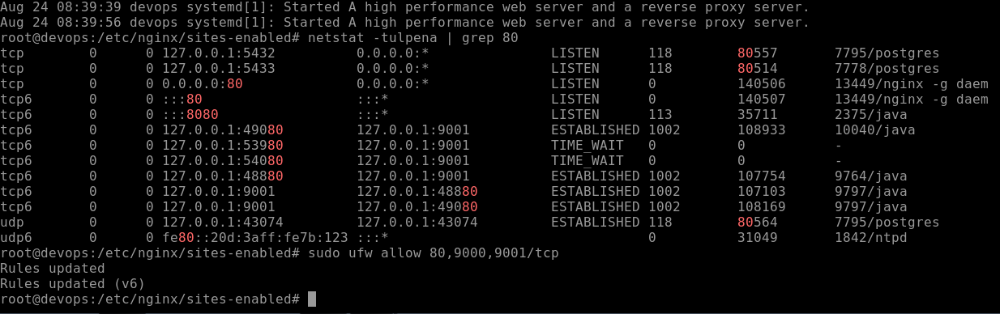 Aug 24 08:39:39 devops systemd[1]: Started A high performance web server and a reverse proxy server.
Aug 24 08:39:56 devops systemd[1]: Started A high performance web server and a reverse proxy server.
root@devops:/etc/nginx/sites-enabled# netstat -tulpena | grep 80
tcp        0      0 127.0.0.1:5432          0.0.0.0:*               LISTEN      118        80557      7795/postgres
tcp        0      0 127.0.0.1:5433          0.0.0.0:*               LISTEN      118        80514      7778/postgres
tcp        0      0 0.0.0.0:80              0.0.0.0:*               LISTEN      0          140506     13449/nginx -g daem
tcp6       0      0 :::80                   :::*                    LISTEN      0          140507     13449/nginx -g daem
tcp6       0      0 :::8080                 :::*                    LISTEN      113        35711      2375/java
tcp6       0      0 127.0.0.1:49080         127.0.0.1:9001          ESTABLISHED 1002       108933     10040/java
tcp6       0      0 127.0.0.1:53980         127.0.0.1:9001          TIME_WAIT   0          0          -
tcp6       0      0 127.0.0.1:54080         127.0.0.1:9001          TIME_WAIT   0          0          -
tcp6       0      0 127.0.0.1:48880         127.0.0.1:9001          ESTABLISHED 1002       107754     9764/java
tcp6       0      0 127.0.0.1:9001          127.0.0.1:48880         ESTABLISHED 1002       107103     9797/java
tcp6       0      0 127.0.0.1:9001          127.0.0.1:49080         ESTABLISHED 1002       108169     9797/java
udp        0      0 127.0.0.1:43074         127.0.0.1:43074         ESTABLISHED 118        80564      7795/postgres
udp6       0      0 fe80::20d:3aff:fe7b:123 :::*                                0          31049      1842/ntpd
root@devops:/etc/nginx/sites-enabled# sudo ufw allow 80,9000,9001/tcp
Rules updated
Rules updated (v6)
root@devops:/etc/nginx/sites-enabled#